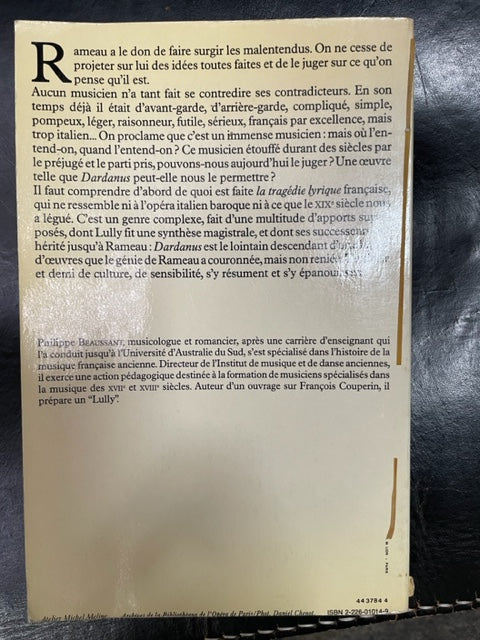 Rameau a le don de faire surgir les malentendus. On ne cesse de
projeter sur lui des idées toutes faites et de le juger sur ce qu'on
pense qu'il est.
Aucun musicien n'a tant fait se contredire ses contradicteurs. En son
temps déjà il était d'avant-garde, d'arrière-garde, compliqué, simple,
pompeux, léger, raisonneur, futile, sérieux, français par excellence, mais
trop italien... On proclame que c'est un immense musicien : mais où l'en-
tend-on, quand l'entend-on ? Ce musicien étouffé durant des siècles par
le préjugé et le parti pris, pouvons-nous aujourd'hui le juger ? Une œuvre
telle que Dardanus peut-elle nous le permettre ?
Il faut comprendre d'abord de quoi est faite la tragédie lyrique française,
qui ne ressemble ni à l'opéra italien baroque ni à ce que le XIXe siècle nous
a légué. C'est un genre complexe, fait d'une multitude d'apports
posés, dont Lully fit une synthèse magistrale, et dont ses successeurs
hérité jusqu'à Rameau : Dardanus est le lointain descendant
d'œuvres que le génie de Rameau a couronnée, mais non
et demi de culture, de sensibilité, s'y résument et s'y
Philippe BEAUSSANT, musicologue et romancier, après une carrière d'enseignant qui
l'a conduit jusqu'à l'Université d'Australie du Sud, s'est spécialisé dans l'histoire de la
musique française ancienne. Directeur de l'Institut de musique et de danse anciennes,
il exerce une action pédagogique destinée à la formation de musiciens spécialisés dans
la musique des XVIIe et XVIIIe siècles. Auteur d'un ouvrage sur François Couperin, il
prépare un "Lully".
44 3784 4
ISBN 2-226-01014-9
Atelier Michel Méline. Archives de la Bibliothèque de l'Opéra de Paris/Phot. Daniel Chenot.